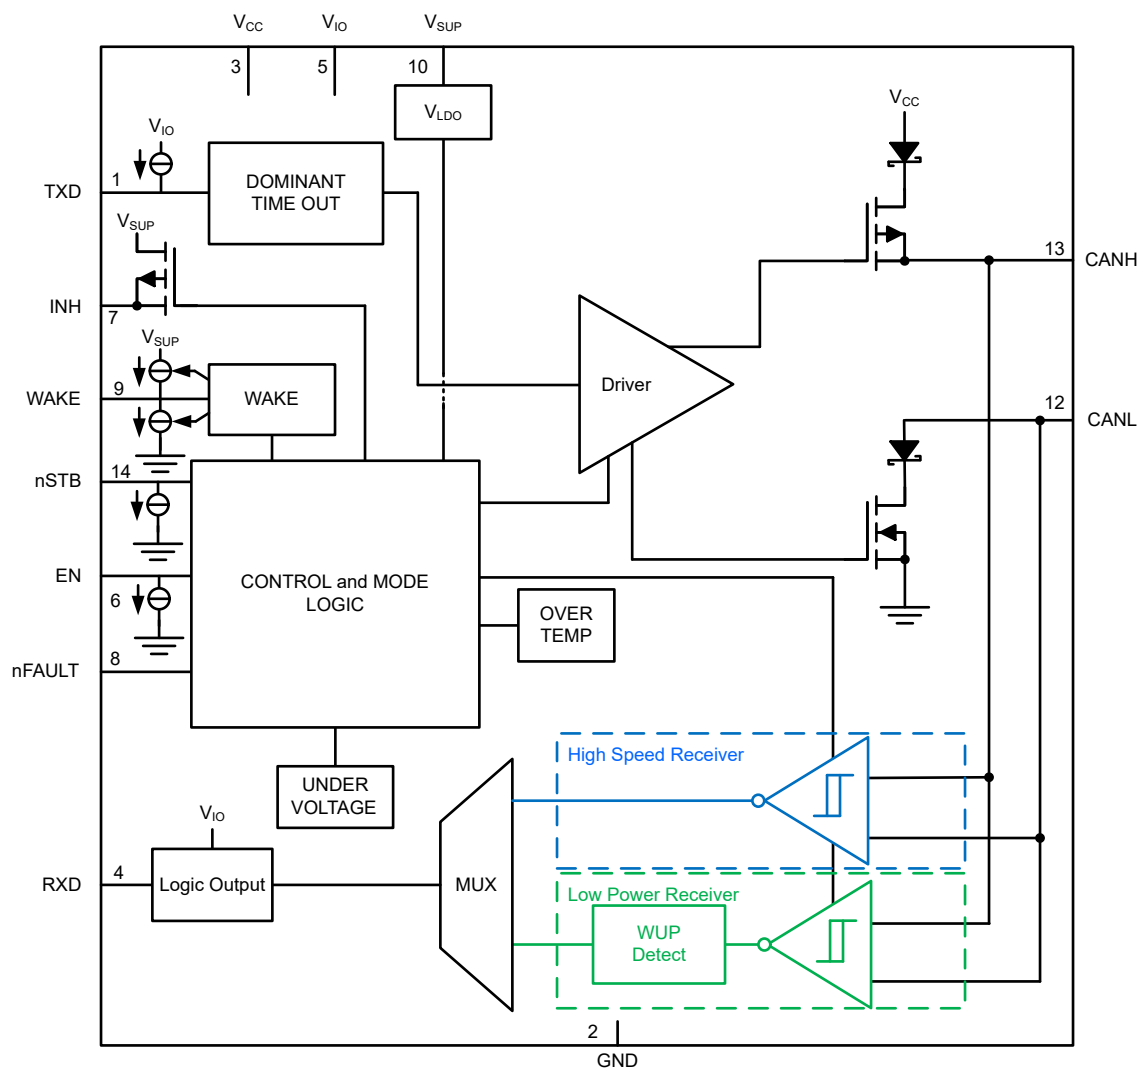 VCC
VIO
VSUP
3
5
10
VLDO
VIO
VCC
TXD
1
DOMINANT
TIME OUT
VSUP
INH
7
13
CANH
VSUP
WAKE
9
WAKE
Driver
12
CANL
nSTB
14
EN
6
CONTROL and MODE
LOGIC
OVER
TEMP
nFAULT
8
High Speed Receiver
UNDER
VOLTAGE
VIO
RXD
4
Logic Output
MUX
Low Power Receiver
WUP
Detect
2
GND